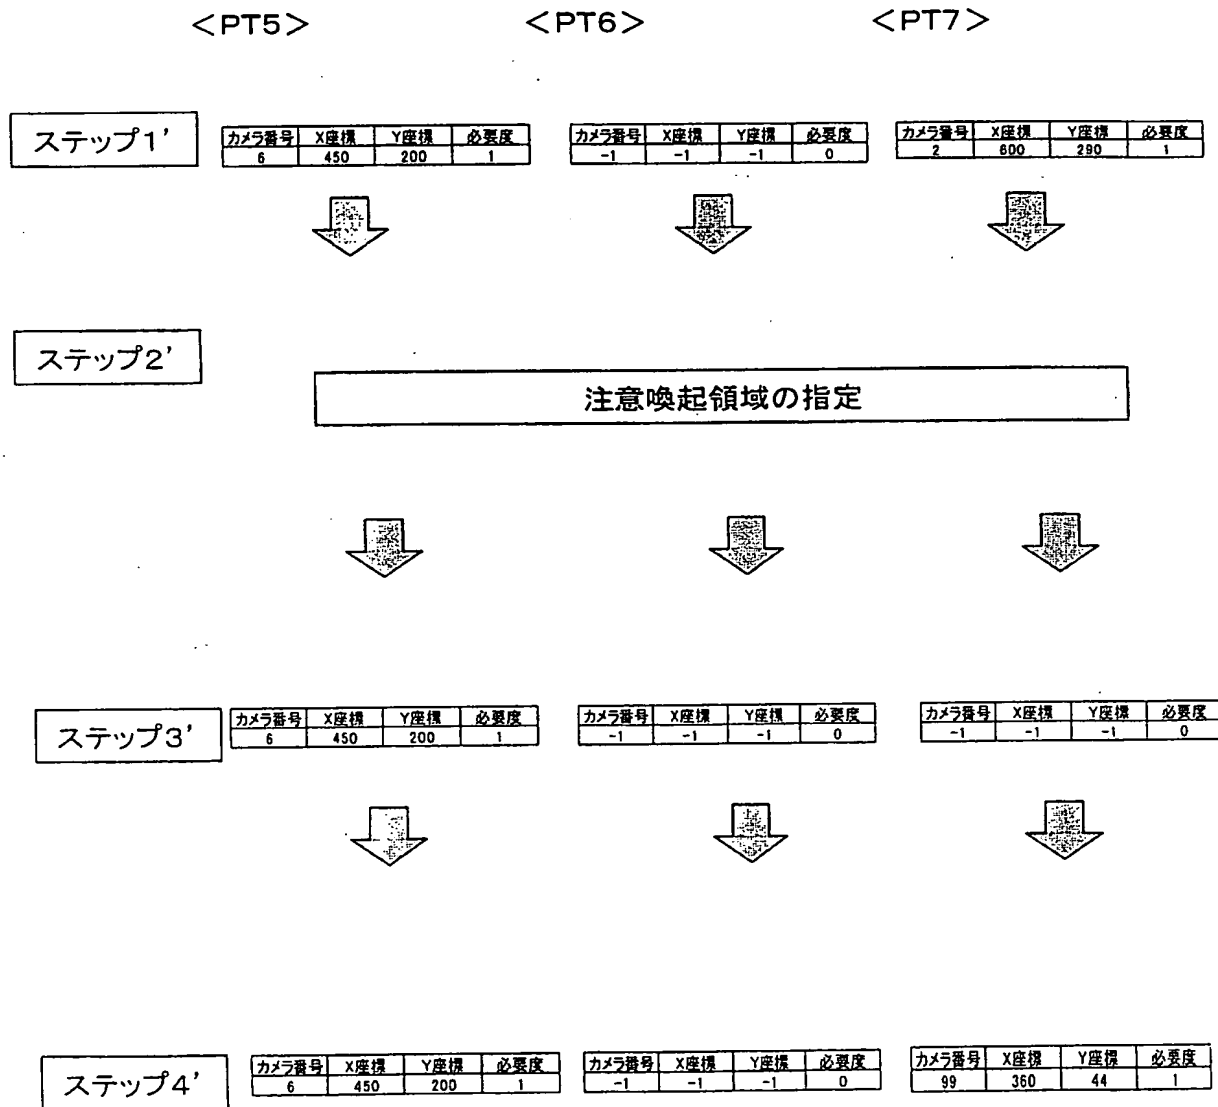 <PT5> <PT6> <PT7>
ステップ1’
カメラ番号 X座標 Y座標 必要度
6 450 200 1
カメラ番号 X座標 Y座標 必要度
-1 -1 -1 0
カメラ番号 X座標 Y座標 必要度
2 600 290 1
ステップ2’
注意喚起領域の指定
ステップ3’
カメラ番号 X座標 Y座標 必要度
6 450 200 1
カメラ番号 X座標 Y座標 必要度
-1 -1 -1 0
カメラ番号 X座標 Y座標 必要度
-1 -1 -1 0
ステップ4’
カメラ番号 X座標 Y座標 必要度
6 450 200 1
カメラ番号 X座標 Y座標 必要度
-1 -1 -1 0
カメラ番号 X座標 Y座標 必要度
99 360 44 1